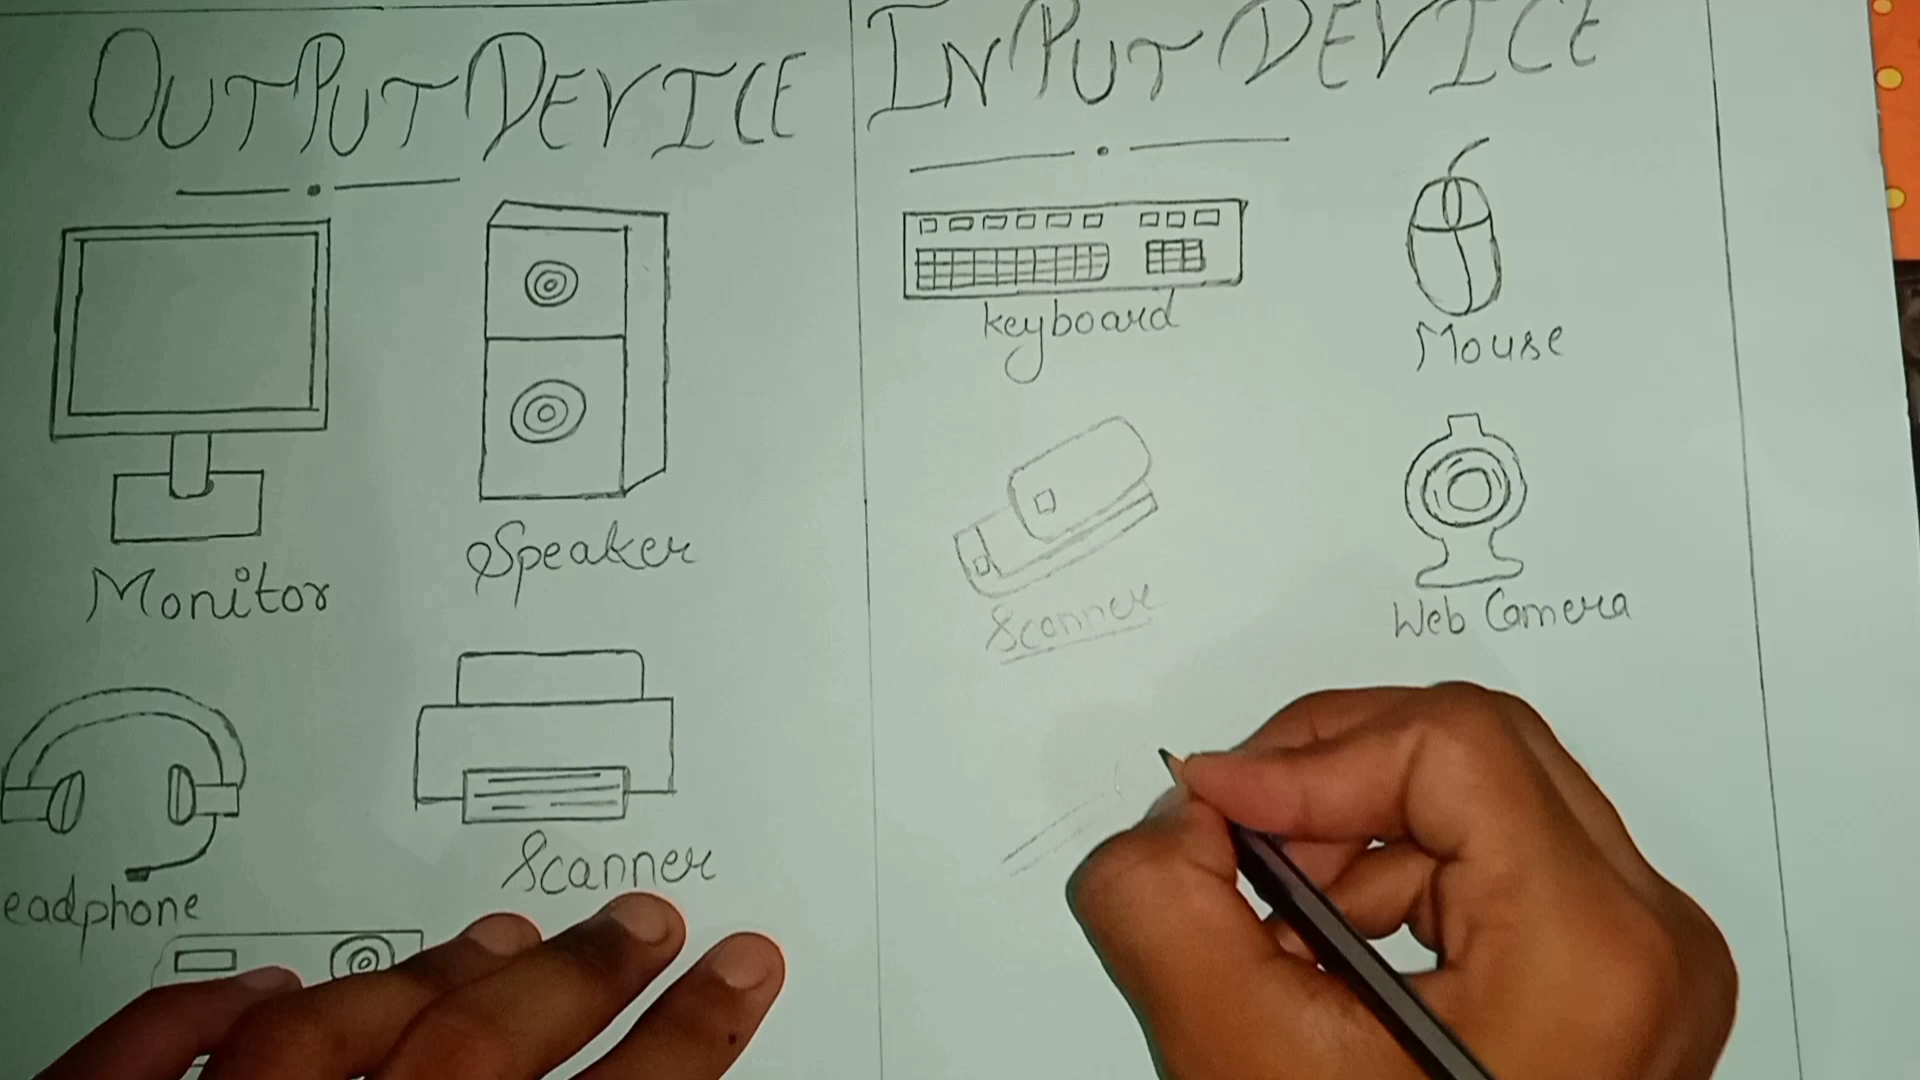 OUTPUT DEVICE
Monitor
Speaker
eadphone
Scanner
INPUT DEVICE
keyboard
Mouse
Scanner
Web Camera